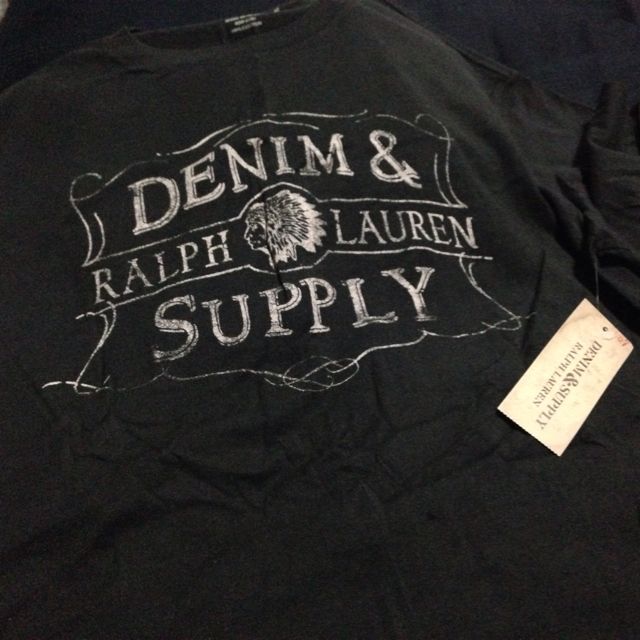 DENIM &
RALPH LAUREN
SUPPLY
DENIM&SUPPLY
RALPH LAUREN